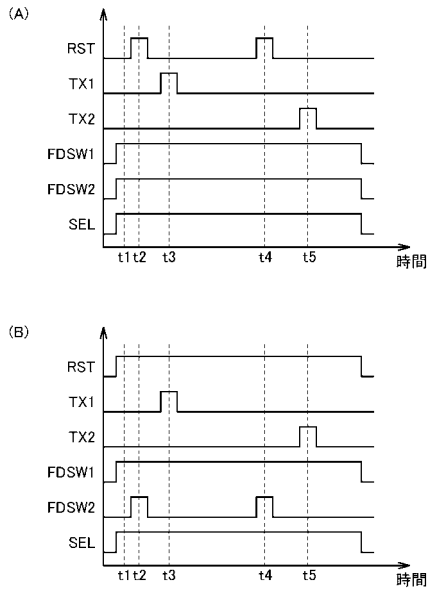 (A)
RST
TX1
TX2
FDSW1
FDSW2
SEL
t1 t2 t3 t4 t5
時間
(B)
RST
TX1
TX2
FDSW1
FDSW2
SEL
t1 t2 t3 t4 t5
時間